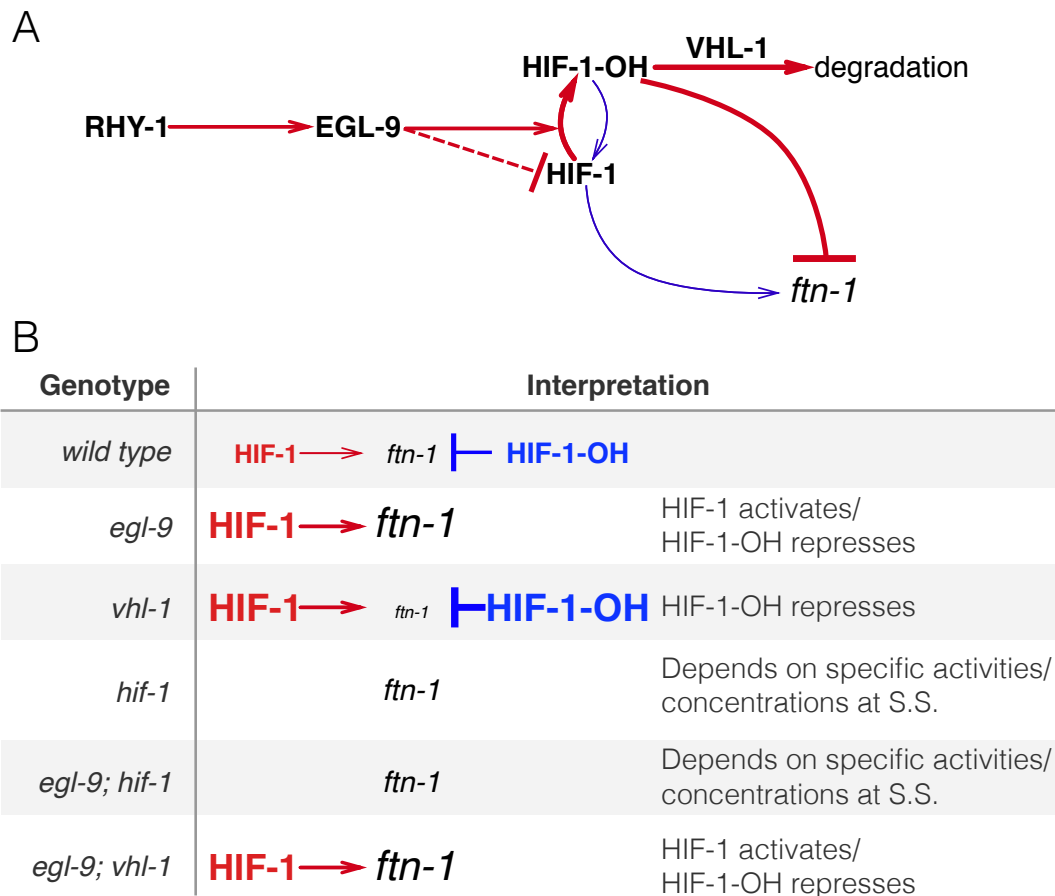 A
VHL-1
HIF-1-OH degradation
RHY-1 EGL-9
HIF-1
ftn-1
B
Genotype Interpretation
wild type HIF-1 ftn-1 HIF-1-OH
egl-9 HIF-1 ftn-1 HIF-1 activates/
HIF-1-OH represses
vhl-1 HIF-1 ftn-1 HIF-1-OH HIF-1-OH represses
hif-1 ftn-1 Depends on specific activities/
concentrations at S.S.
egl-9; hif-1 ftn-1 Depends on specific activities/
concentrations at S.S.
egl-9; vhl-1 HIF-1 ftn-1 HIF-1 activates/
HIF-1-OH represses